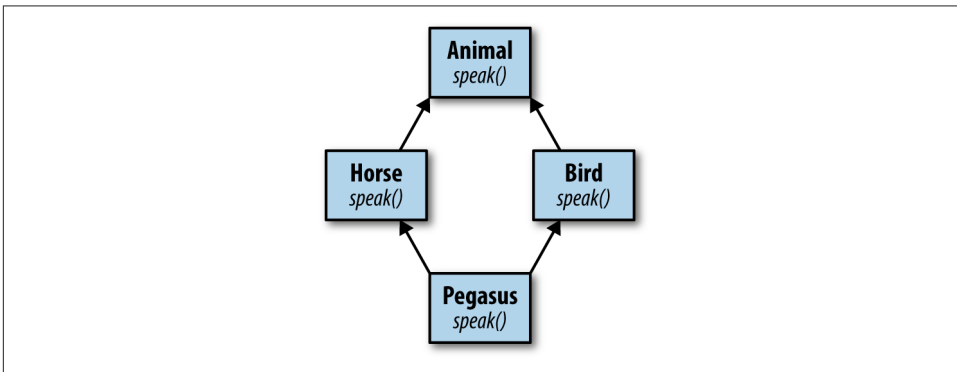 Animal
speak()
Horse
speak()
Bird
speak()
Pegasus
speak()